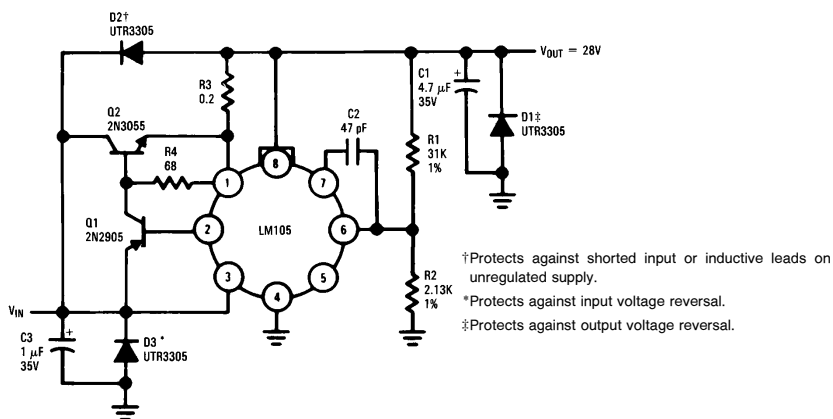 D2†
UTR3305
V_OUT = 28V
R3
0.2
C1
4.7 μF
35V
+
D1‡
UTR3305
Q2
2N3055
C2
47 pF
R4
68
R1
31K
1%
8
1
7
Q1
2N2905
2
LM105
6
3
5
4
†Protects against shorted input or inductive leads on
unregulated supply.
*Protects against input voltage reversal.
‡Protects against output voltage reversal.
R2
2.13K
1%
V_IN
C3
1 μF
35V
+
D3 *
UTR3305